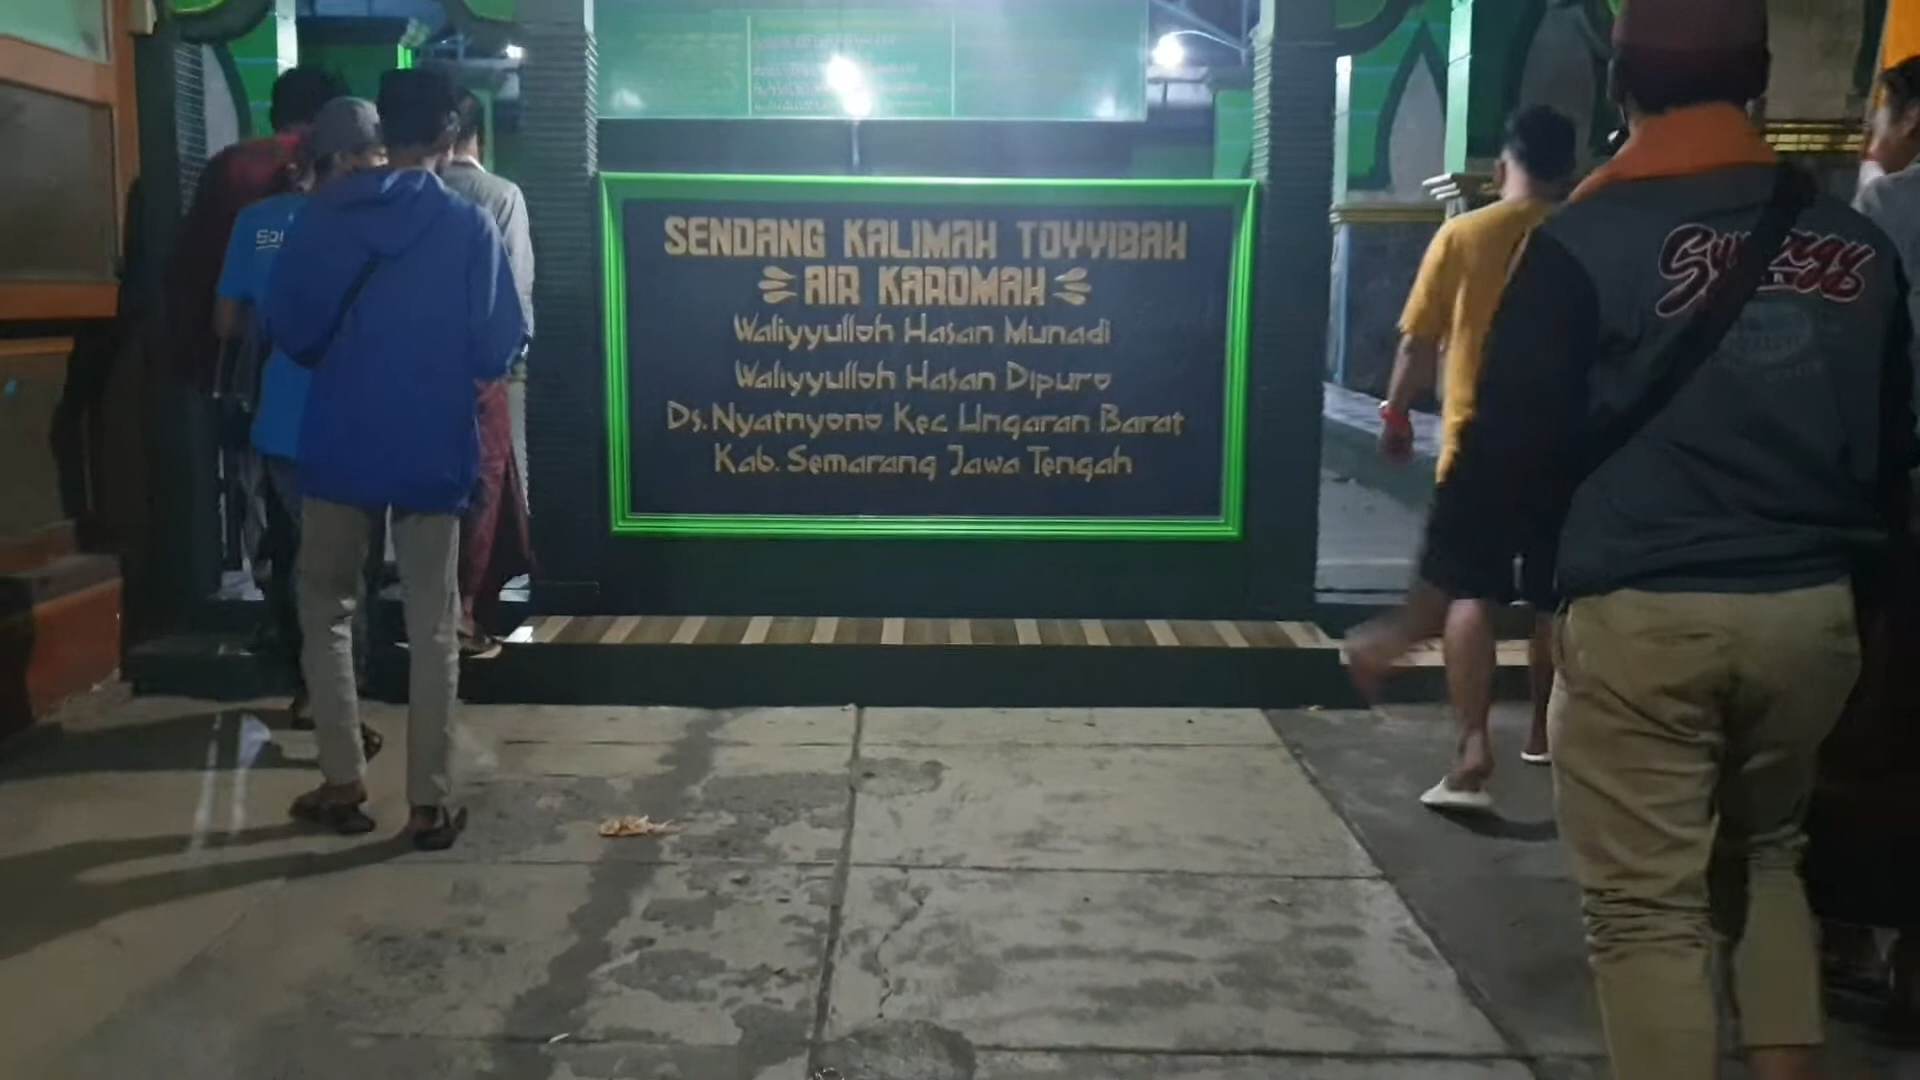 SENDANG KALIMAH TOYYIBAH
AIR KAROMAH
Waliyyulloh Hasan Munadi
Waliyyulloh Hasan Dipuro
Ds. Nyatnyono Kec Ungaran Barat
Kab. Semarang Jawa Tengah